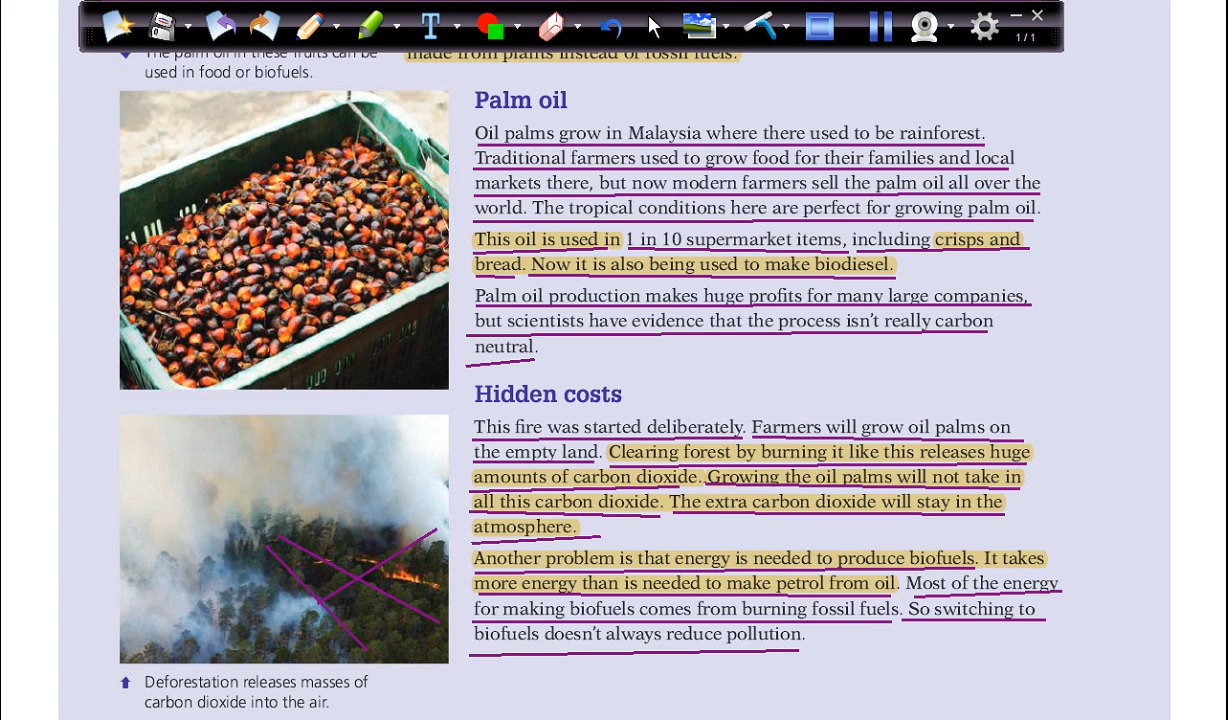 1/1
The palm oil in these fruits can be
used in food or biofuels.
made from plants instead of fossil fuels.
Palm oil
Oil palms grow in Malaysia where there used to be rainforest.
Traditional farmers used to grow food for their families and local
markets there, but now modern farmers sell the palm oil all over the
world. The tropical conditions here are perfect for growing palm oil.
This oil is used in 1 in 10 supermarket items, including crisps and
bread. Now it is also being used to make biodiesel.
Palm oil production makes huge profits for many large companies,
but scientists have evidence that the process isn't really carbon
neutral.
Hidden costs
This fire was started deliberately. Farmers will grow oil palms on
the empty land. Clearing forest by burning it like this releases huge
amounts of carbon dioxide. Growing the oil palms will not take in
all this carbon dioxide. The extra carbon dioxide will stay in the
atmosphere.
Another problem is that energy is needed to produce biofuels. It takes
more energy than is needed to make petrol from oil. Most of the energy
for making biofuels comes from burning fossil fuels. So switching to
biofuels doesn't always reduce pollution.
Deforestation releases masses of
carbon dioxide into the air.